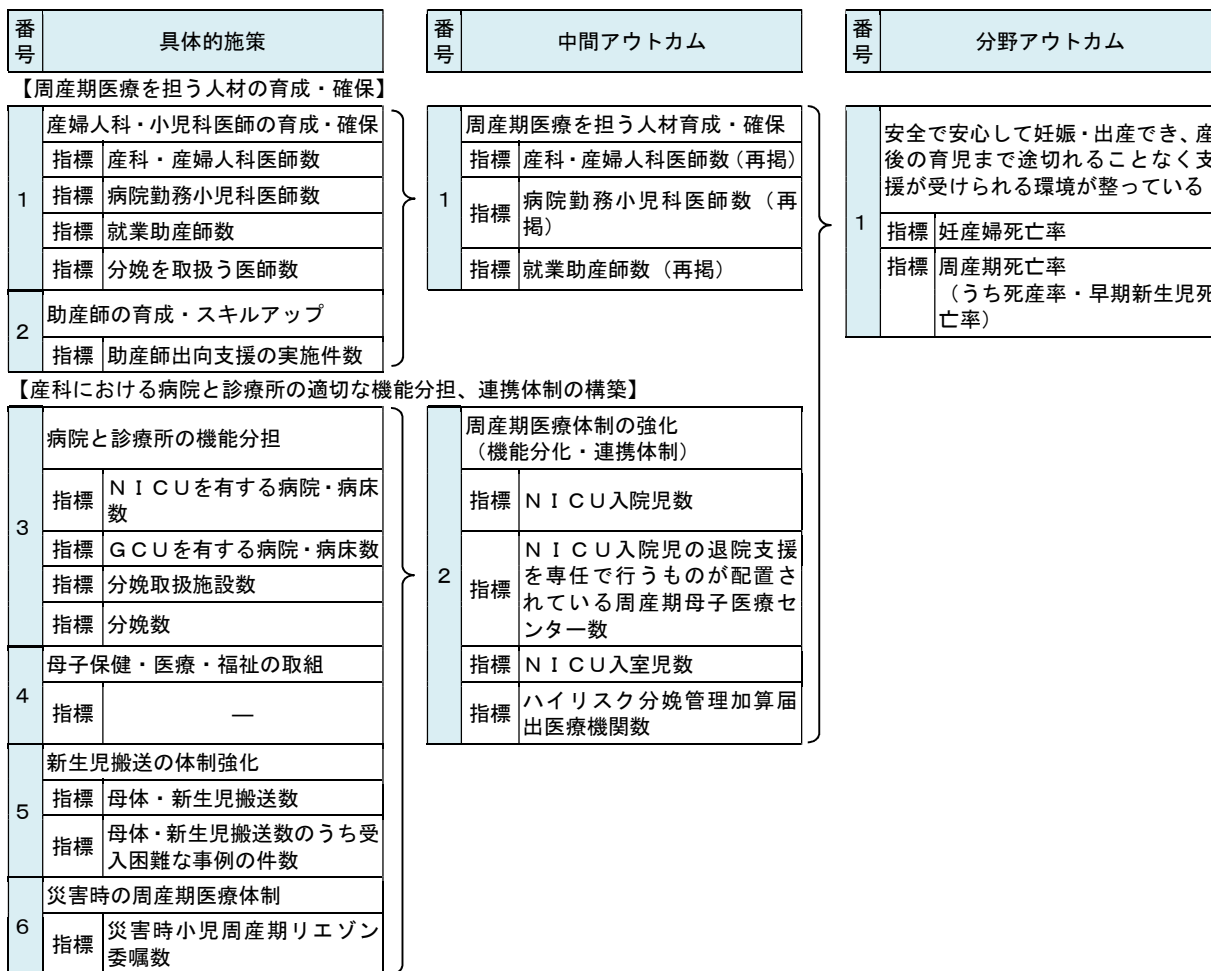 番号
具体的施策
番号
中間アウトカム
番号
分野アウトカム
【周産期医療を担う人材の育成・確保】
1
産婦人科・小児科医師の育成・確保
指標 産科・産婦人科医師数
指標 病院勤務小児科医師数
指標 就業助産師数
指標 分娩を取扱う医師数
2
助産師の育成・スキルアップ
指標 助産師出向支援の実施件数
1
周産期医療を担う人材育成・確保
指標 産科・産婦人科医師数(再掲)
指標 病院勤務小児科医師数(再
掲)
指標 就業助産師数(再掲)
1
安全で安心して妊娠・出産でき、産
後の育児まで途切れることなく支
援が受けられる環境が整っている
指標 妊産婦死亡率
指標 周産期死亡率
(うち死産率・早期新生児死
亡率)
【産科における病院と診療所の適切な機能分担、連携体制の構築】
3
病院と診療所の機能分担
指標 NICUを有する病院・病床
数
指標 GCUを有する病院・病床数
指標 分娩取扱施設数
指標 分娩数
4
母子保健・医療・福祉の取組
指標 ―
5
新生児搬送の体制強化
指標 母体・新生児搬送数
指標 母体・新生児搬送数のうち受
入困難な事例の件数
6
災害時の周産期医療体制
指標 災害時小児周産期リエゾン
委嘱数
2
周産期医療体制の強化
(機能分化・連携体制)
指標 NICU入院児数
指標 NICU入院児の退院支援
を専任で行うものが配置さ
れている周産期母子医療セ
ンター数
指標 NICU入室児数
指標 ハイリスク分娩管理加算届
出医療機関数